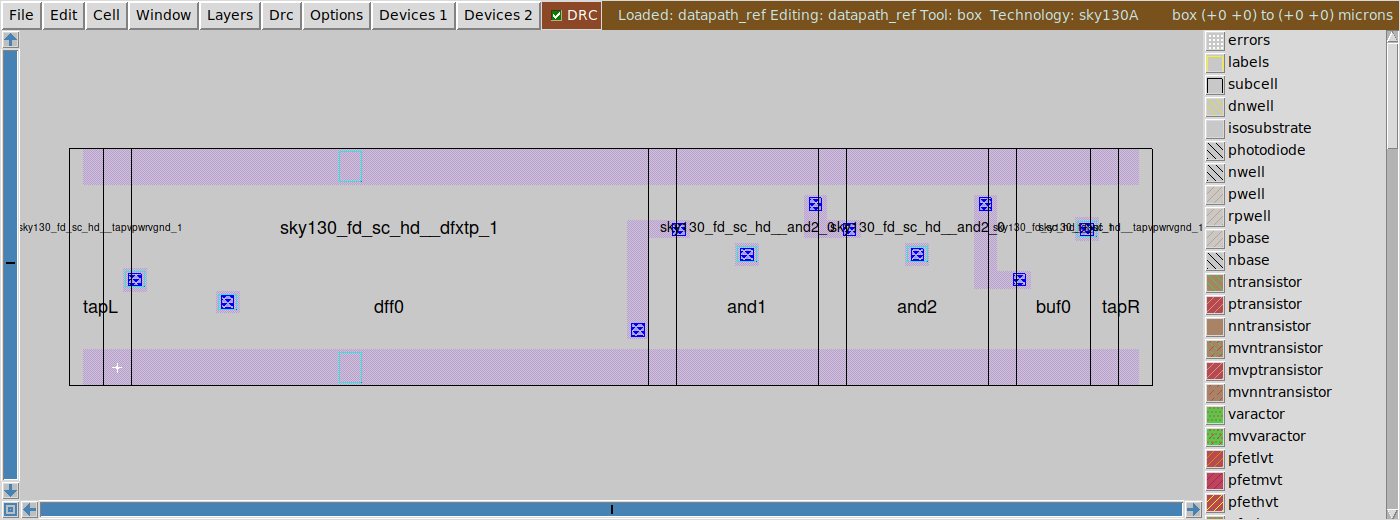 File Edit Cell Window Layers Drc Options Devices 1 Devices 2 DRC Loaded: datapath_ref Editing: datapath_ref Tool: box Technology: sky130A box (+0 +0) to (+0 +0) microns
sky130_fd_sc_hd__tapvpwrvgnd_1 sky130_fd_sc_hd__dfxtp_1 sky130_fd_sc_hd__and2_0 sky130_fd_sc_hd__and2_0 sky130_fd_sc_hd__tapvpwrvgnd_1
tapL dff0 and1 and2 buf0 tapR
errors
labels
subcell
dnwell
isosubstrate
photodiode
nwell
pwell
rpwell
pbase
nbase
ntransistor
ptransistor
nntransistor
mvntransistor
mvptransistor
mvnntransistor
varactor
mvvaractor
pfetlvt
pfetmvt
pfethvt